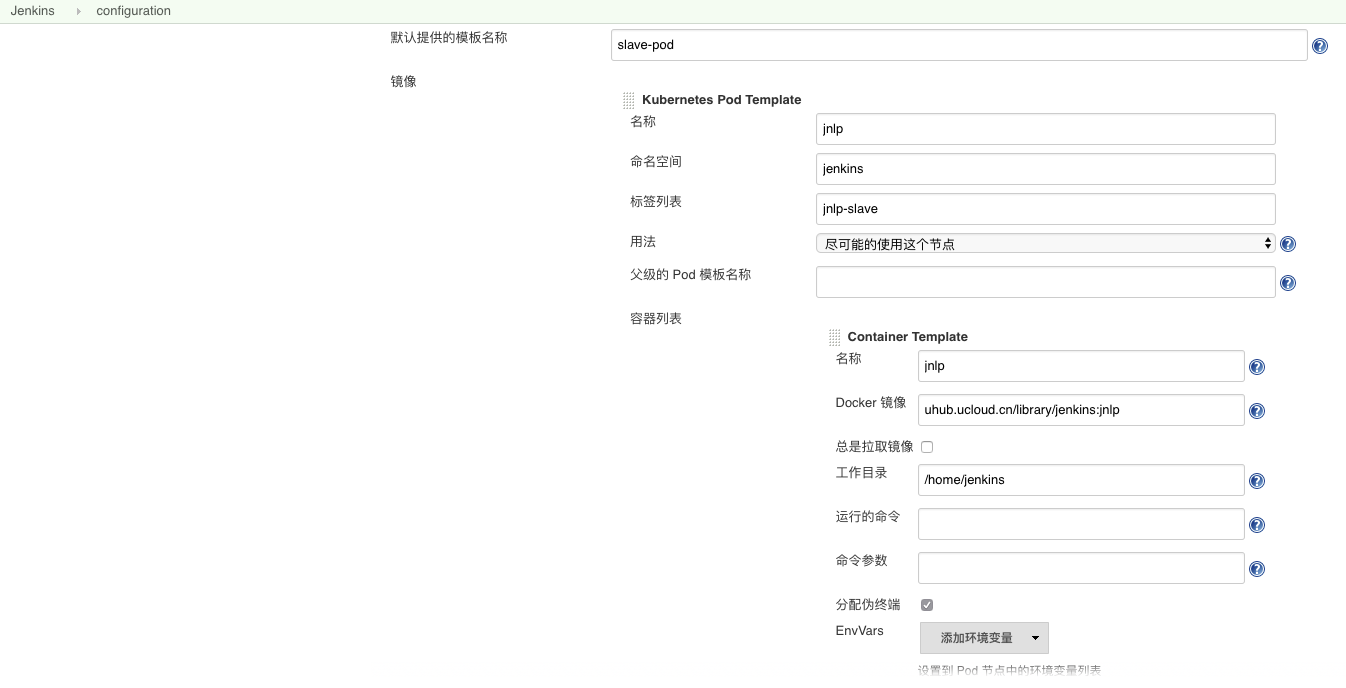 Jenkins configuration
默认提供的模板名称 slave-pod
镜像
Kubernetes Pod Template
名称 jnlp
命名空间 jenkins
标签列表 jnlp-slave
用法 尽可能的使用这个节点
父级的 Pod 模板名称
容器列表
Container Template
名称 jnlp
Docker 镜像 uhub.ucloud.cn/library/jenkins:jnlp
总是拉取镜像
工作目录 /home/jenkins
运行的命令
命令参数
分配伪终端
EnvVars 添加环境变量
设置到 Pod 节点中的环境变量列表